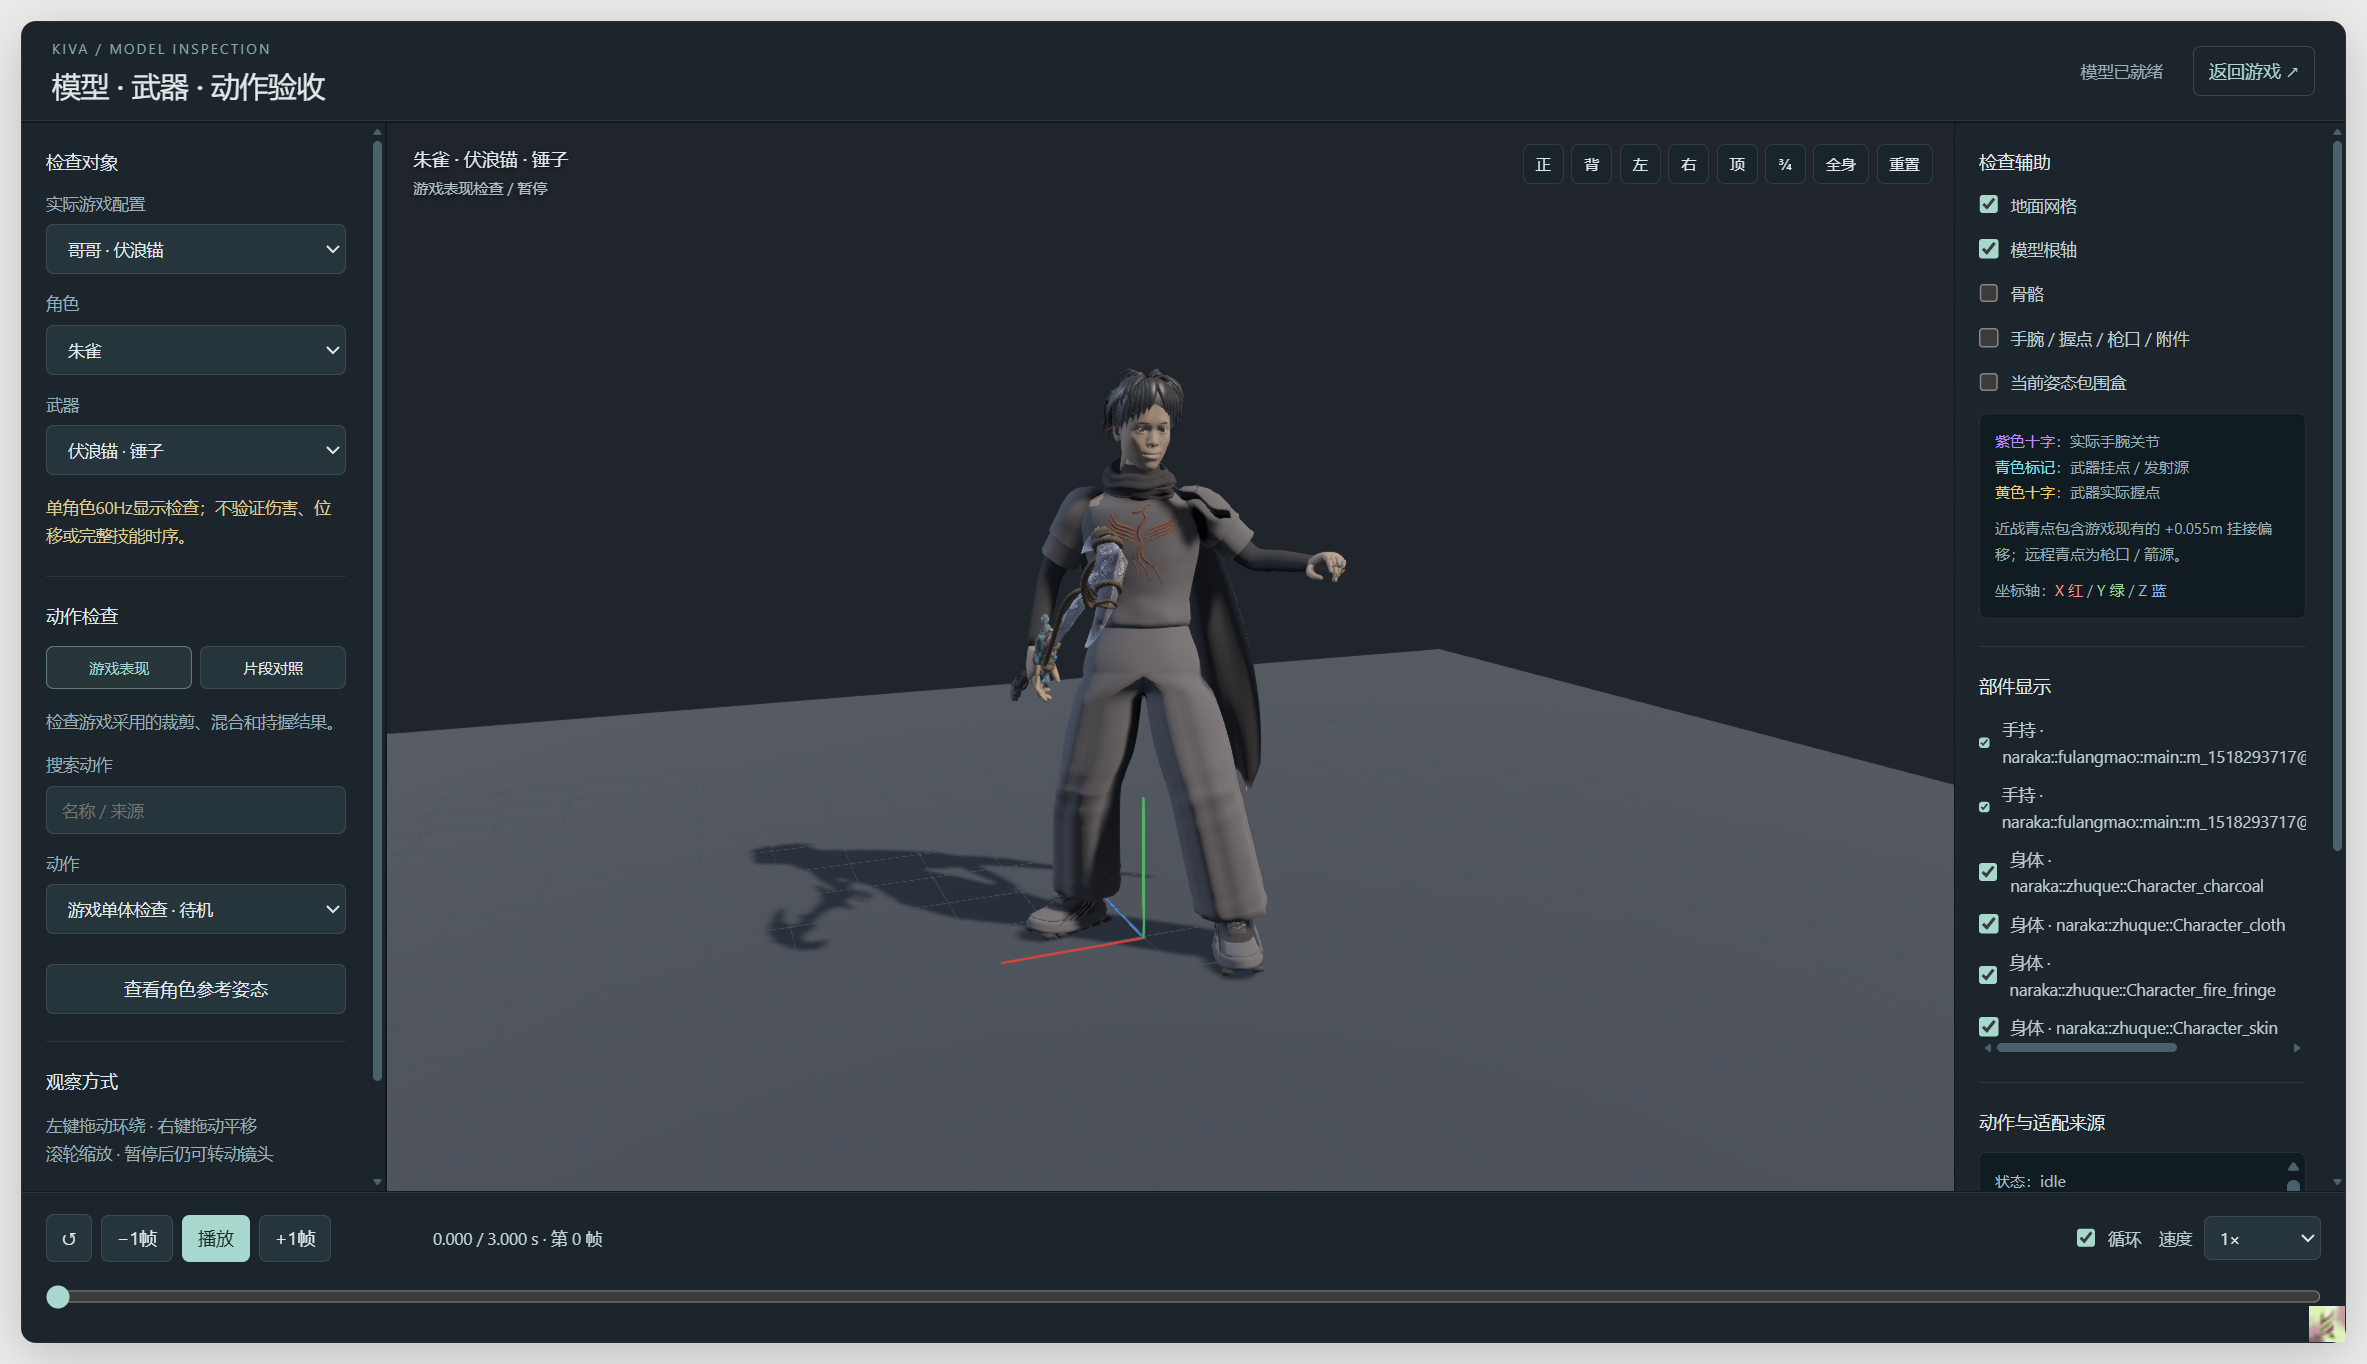 KIVA / MODEL INSPECTION
模型 · 武器 · 动作验收
模型已就绪
返回游戏 ↗
检查对象
实际游戏配置
哥哥 · 伏浪锚
角色
朱雀
武器
伏浪锚 · 锤子
单角色60Hz显示检查；不验证伤害、位
移或完整技能时序。
动作检查
游戏表现
片段对照
检查游戏采用的裁剪、混合和持握结果。
搜索动作
名称 / 来源
动作
游戏单体检查 · 待机
查看角色参考姿态
观察方式
左键拖动环绕 · 右键拖动平移
滚轮缩放 · 暂停后仍可转动镜头
朱雀 · 伏浪锚 · 锤子
游戏表现检查 / 暂停
正
背
左
右
顶
¾
全身
重置
检查辅助
地面网格
模型根轴
骨骼
手腕 / 握点 / 枪口 / 附件
当前姿态包围盒
紫色十字：实际手腕关节
青色标记：武器挂点 / 发射源
黄色十字：武器实际握点
近战青点包含游戏现有的 +0.055m 挂接偏
移；远程青点为枪口 / 箭源。
坐标轴：X 红 / Y 绿 / Z 蓝
部件显示
手持 ·
naraka::fulangmao::main::m_1518293717@
手持 ·
naraka::fulangmao::main::m_1518293717@
身体 ·
naraka::zhuque::Character_charcoal
身体 · naraka::zhuque::Character_cloth
身体 ·
naraka::zhuque::Character_fire_fringe
身体 · naraka::zhuque::Character_skin
动作与适配来源
状态：idle
↺
−1帧
播放
+1帧
0.000 / 3.000 s · 第 0 帧
循环
速度
1×